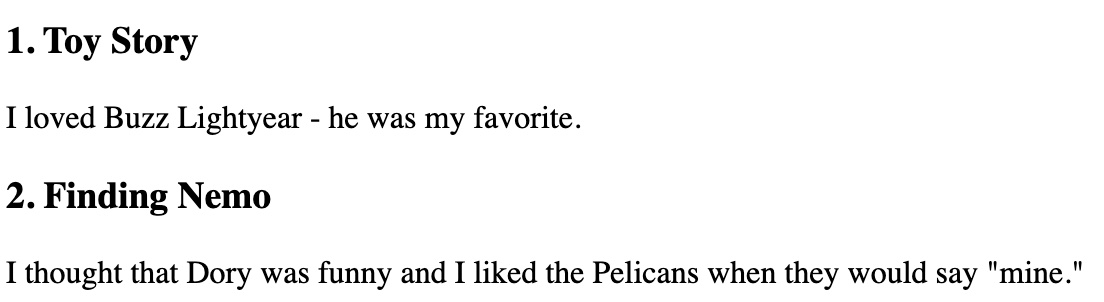 1. Toy Story
I loved Buzz Lightyear - he was my favorite.
2. Finding Nemo
I thought that Dory was funny and I liked the Pelicans when they would say "mine."